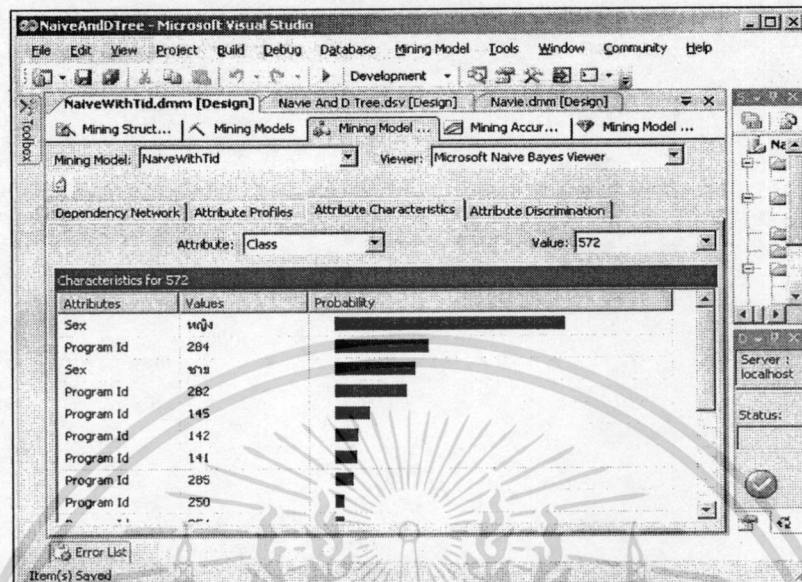 NaiveAndDTree - Microsoft Visual Studio
File Edit View Project Build Debug Database Mining Model Tools Window Community Help
Development
Toolbox
NaiveWithTid.dmm [Design] Navie And D Tree.dsv [Design] Navie.dmm [Design]
Mining Struct... Mining Models Mining Model ... Mining Accur... Mining Model ...
Mining Model: NaiveWithTid Viewer: Microsoft Naive Bayes Viewer
Dependency Network Attribute Profiles Attribute Characteristics Attribute Discrimination
Attribute: Class Value: 572
Characteristics for 572
Attributes Values Probability
Sex หญิง
Program Id 284
Sex ชาย
Program Id 282
Program Id 145
Program Id 142
Program Id 141
Program Id 285
Program Id 250
Server :
localhost
Status:
Error List
Item(s) Saved